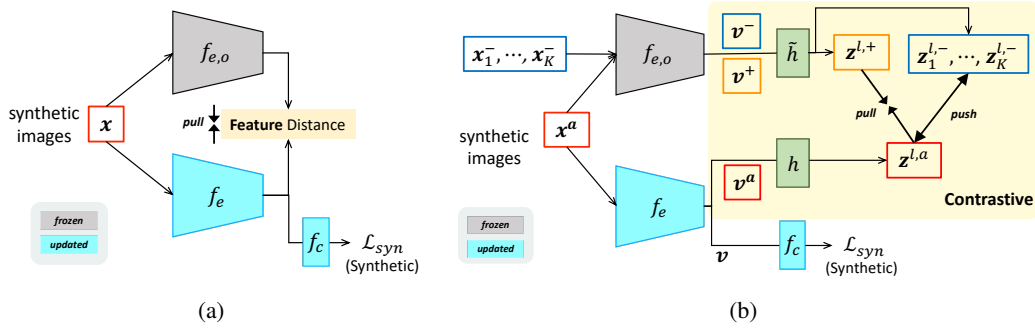 f_{e,o}
synthetic
images
x
pull
Feature Distance
f_e
frozen
updated
f_c
ℒ_{syn}
(Synthetic)
(a)
x_1^-, ⋯, x_K^-
f_{e,o}
v^-
v^+
h̃
z^{l,+}
z_1^{l,-}, ⋯, z_K^{l,-}
synthetic
images
x^a
pull
push
f_e
v^a
h
z^{l,a}
Contrastive
frozen
updated
v
f_c
ℒ_{syn}
(Synthetic)
(b)